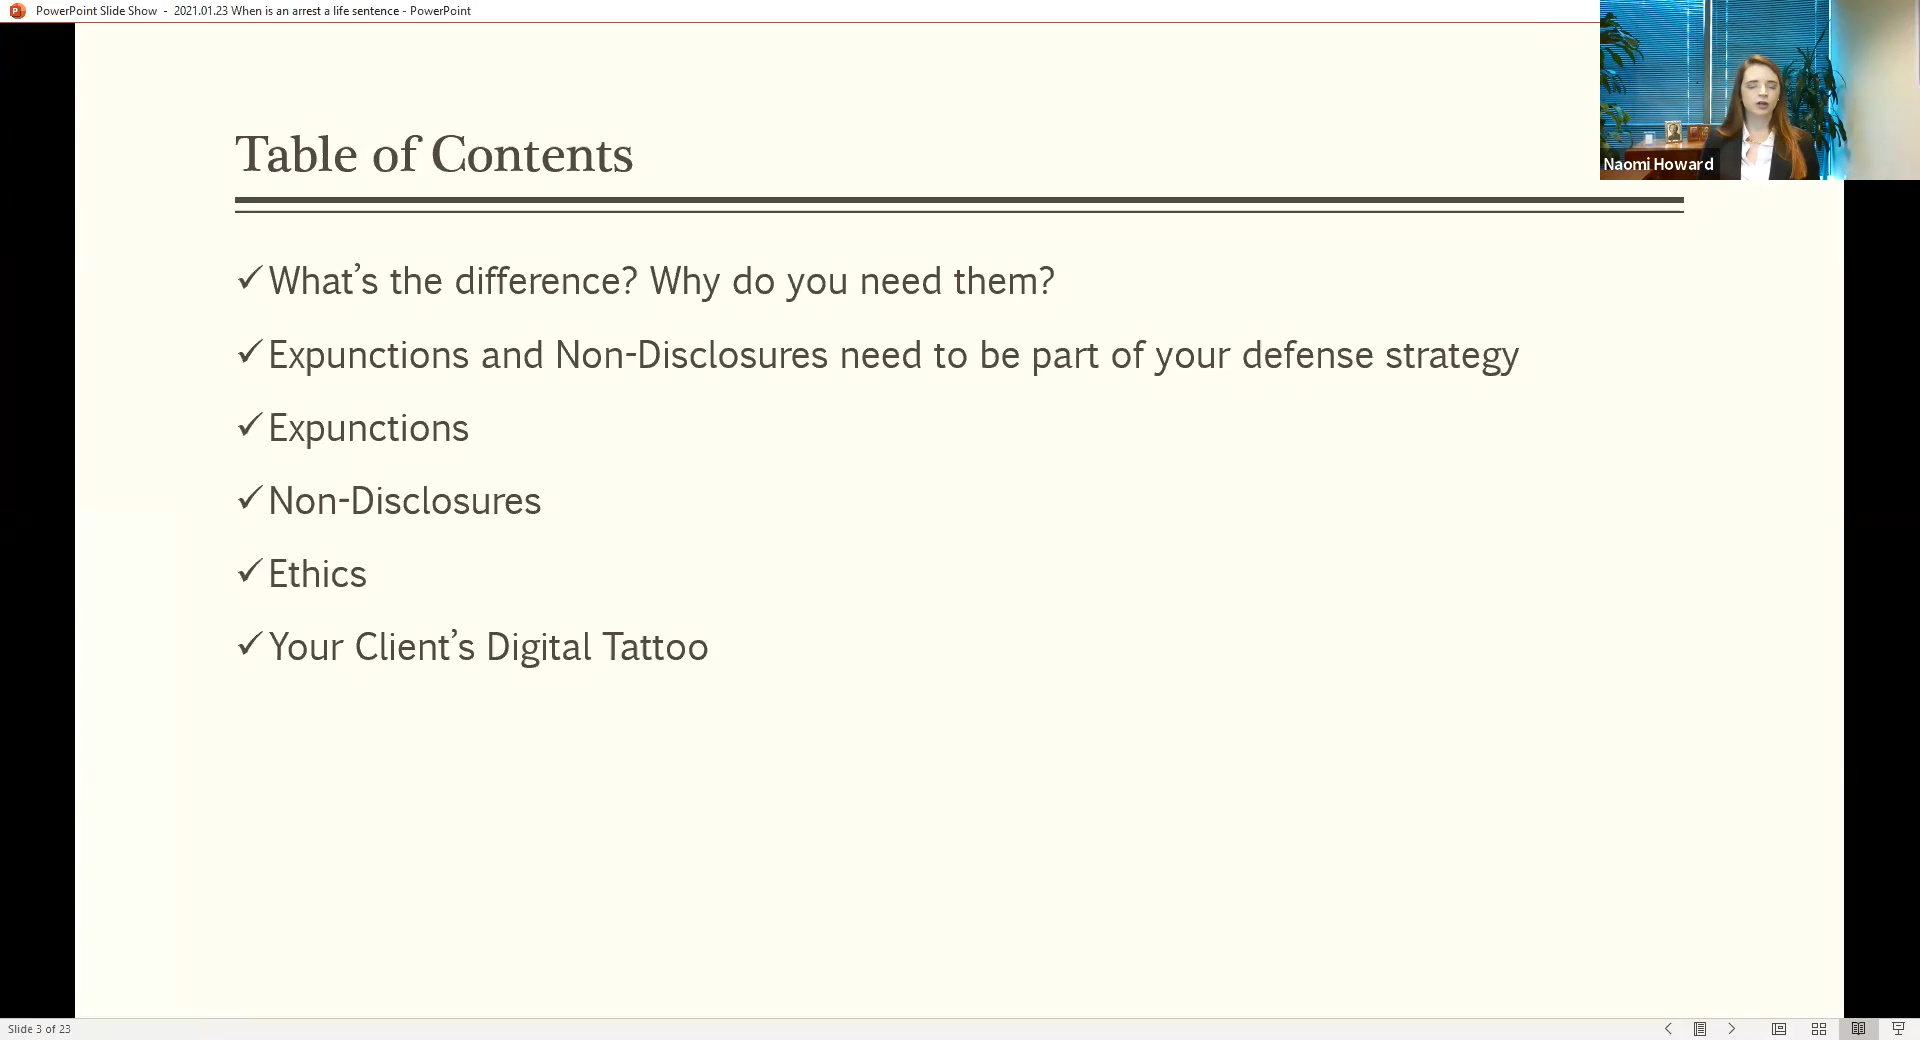 PowerPoint Slide Show - 2021.01.23 When is an arrest a life sentence - PowerPoint
Naomi Howard
Table of Contents
✓What’s the difference? Why do you need them?
✓Expunctions and Non-Disclosures need to be part of your defense strategy
✓Expunctions
✓Non-Disclosures
✓Ethics
✓Your Client’s Digital Tattoo
Slide 3 of 23